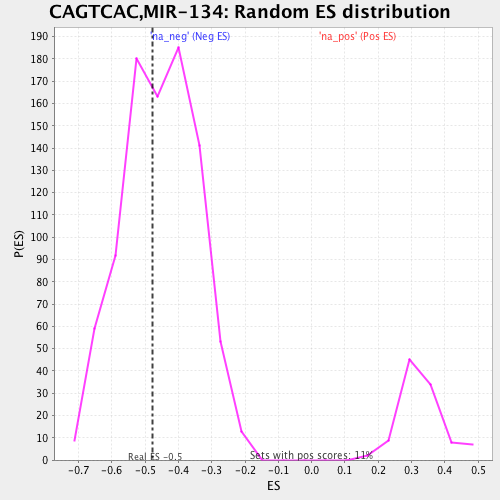 CAGTCAC,MIR-134: Random ES distribution
'na_neg' (Neg ES)
'na_pos' (Pos ES)
190
180
170
160
150
140
130
120
110
100
90
80
70
60
50
40
30
20
10
0
P(ES)
Real ES -0.5
Sets with pos scores: 11%
-0.7 -0.6 -0.5 -0.4 -0.3 -0.2 -0.1 0.0 0.1 0.2 0.3 0.4 0.5
ES